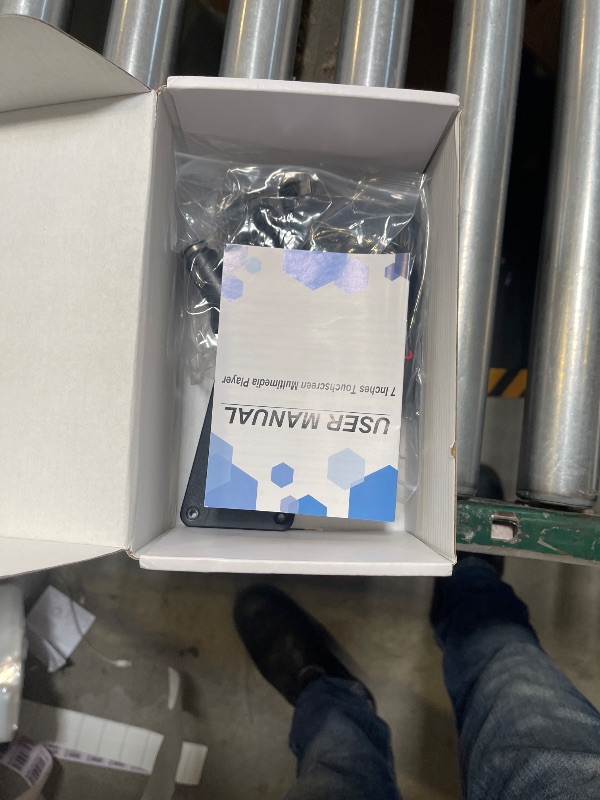 USER MANUAL
7 Inches Touchscreen Multimedia Player